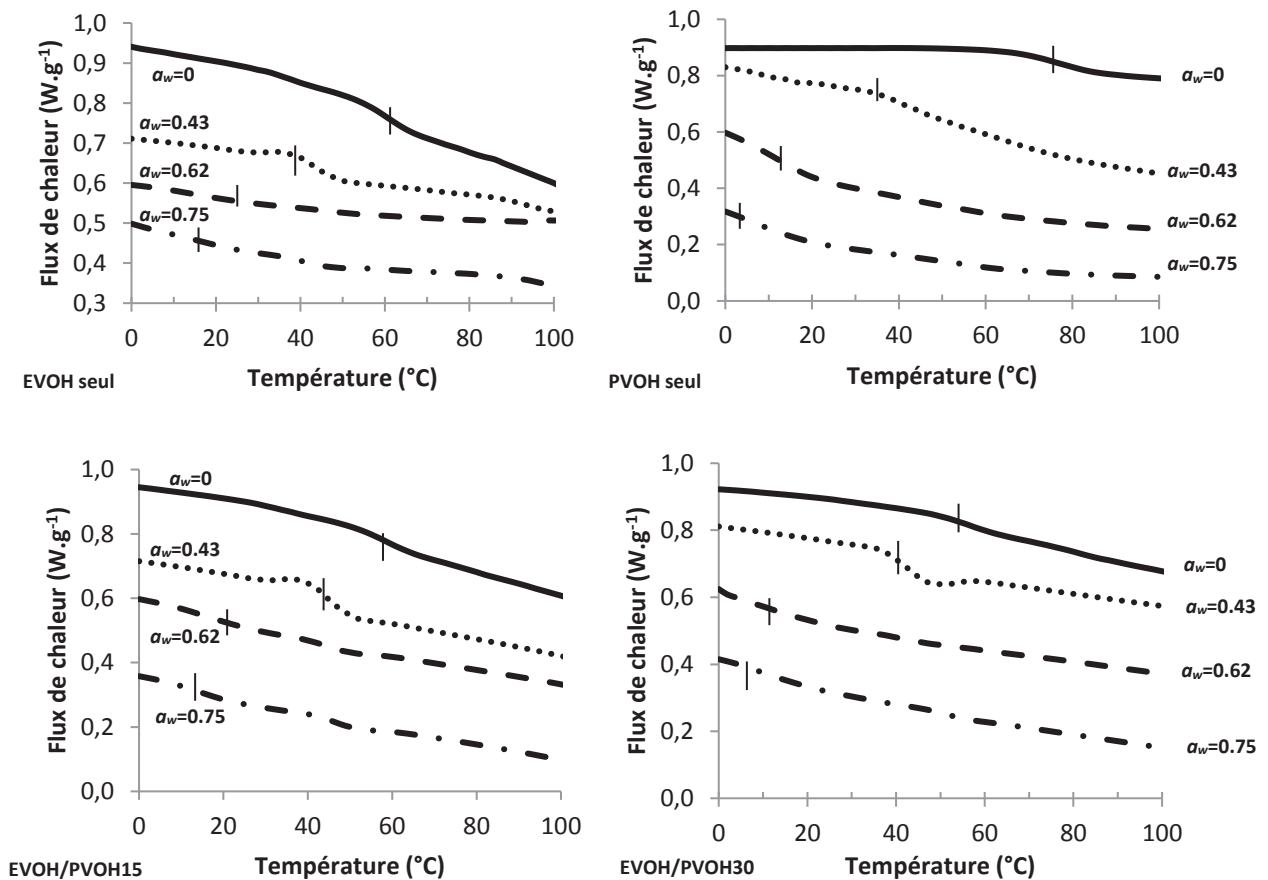 Flux de chaleur (W.g-1)
1,0
0,9
0,8
0,7
0,6
0,5
0,4
0,3
aw=0
aw=0.43
aw=0.62
aw=0.75
0 20 40 60 80 100
EVOH seul
Température (°C)
Flux de chaleur (W.g-1)
1,0
0,8
0,6
0,4
0,2
0,0
aw=0
aw=0.43
aw=0.62
aw=0.75
0 20 40 60 80 100
PVOH seul
Température (°C)
Flux de chaleur (W.g-1)
1,0
0,8
0,6
0,4
0,2
0,0
aw=0
aw=0.43
aw=0.62
aw=0.75
0 20 40 60 80 100
EVOH/PVOH15
Température (°C)
Flux de chaleur (W.g-1)
1,0
0,8
0,6
0,4
0,2
0,0
aw=0
aw=0.43
aw=0.62
aw=0.75
0 20 40 60 80 100
EVOH/PVOH30
Température (°C)